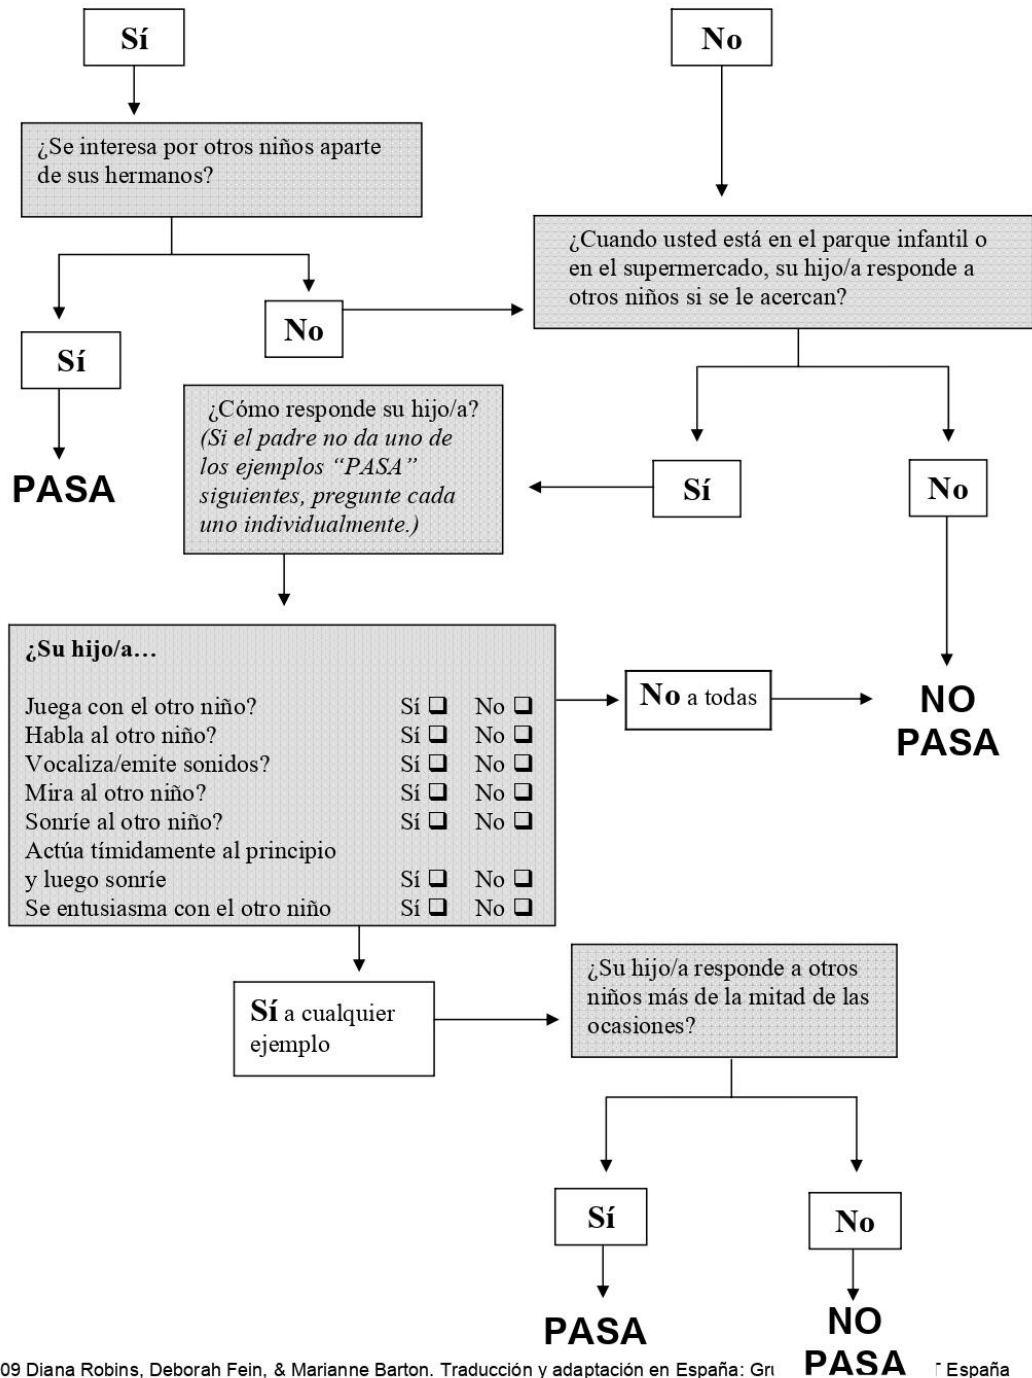 Sí
No
¿Se interesa por otros niños aparte
de sus hermanos?
¿Cuando usted está en el parque infantil o
en el supermercado, su hijo/a responde a
otros niños si se le acercan?
Sí
No
PASA
¿Cómo responde su hijo/a?
(Si el padre no da uno de
los ejemplos “PASA”
siguientes, pregunte cada
uno individualmente.)
Sí
No
¿Su hijo/a…
Juega con el otro niño? Sí ❑ No ❑
Habla al otro niño? Sí ❑ No ❑
Vocaliza/emite sonidos? Sí ❑ No ❑
Mira al otro niño? Sí ❑ No ❑
Sonríe al otro niño? Sí ❑ No ❑
Actúa tímidamente al principio
y luego sonríe Sí ❑ No ❑
Se entusiasma con el otro niño Sí ❑ No ❑
No a todas
NO
PASA
Sí a cualquier
ejemplo
¿Su hijo/a responde a otros
niños más de la mitad de las
ocasiones?
Sí
No
PASA
NO
PASA
09 Diana Robins, Deborah Fein, & Marianne Barton. Traducción y adaptación en España: España